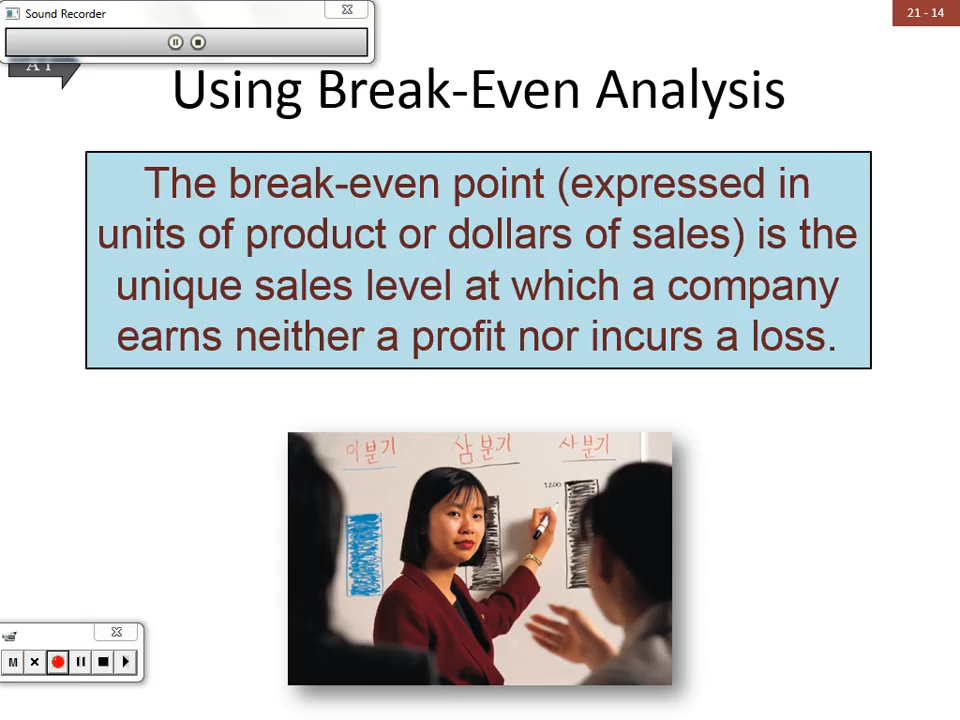 Sound Recorder
21 - 14
A 1
Using Break-Even Analysis
The break-even point (expressed in
units of product or dollars of sales) is the
unique sales level at which a company
earns neither a profit nor incurs a loss.
이분기 삼분기 사분기
1200
M